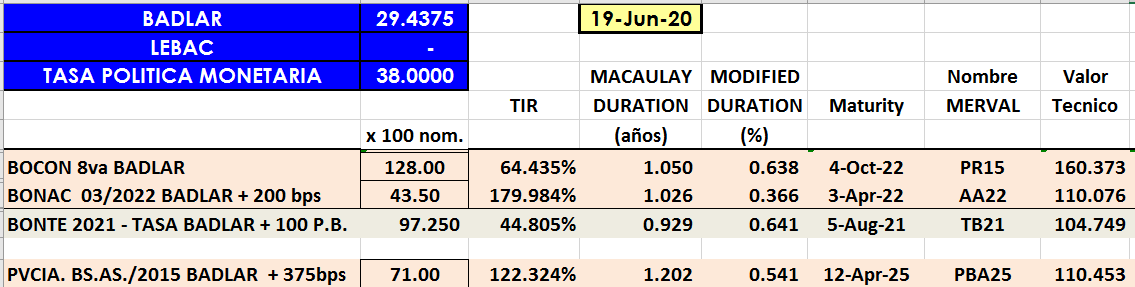 BADLAR 29.4375 19-Jun-20
LEBAC -
TASA POLITICA MONETARIA 38.0000 MACAULAY MODIFIED Nombre Valor
TIR DURATION DURATION Maturity MERVAL Tecnico
x 100 nom. (años) (%)
BOCON 8va BADLAR 128.00 64.435% 1.050 0.638 4-Oct-22 PR15 160.373
BONAC 03/2022 BADLAR + 200 bps 43.50 179.984% 1.026 0.366 3-Apr-22 AA22 110.076
BONTE 2021 - TASA BADLAR + 100 P.B. 97.250 44.805% 0.929 0.641 5-Aug-21 TB21 104.749
PVCIA. BS.AS./2015 BADLAR + 375bps 71.00 122.324% 1.202 0.541 12-Apr-25 PBA25 110.453